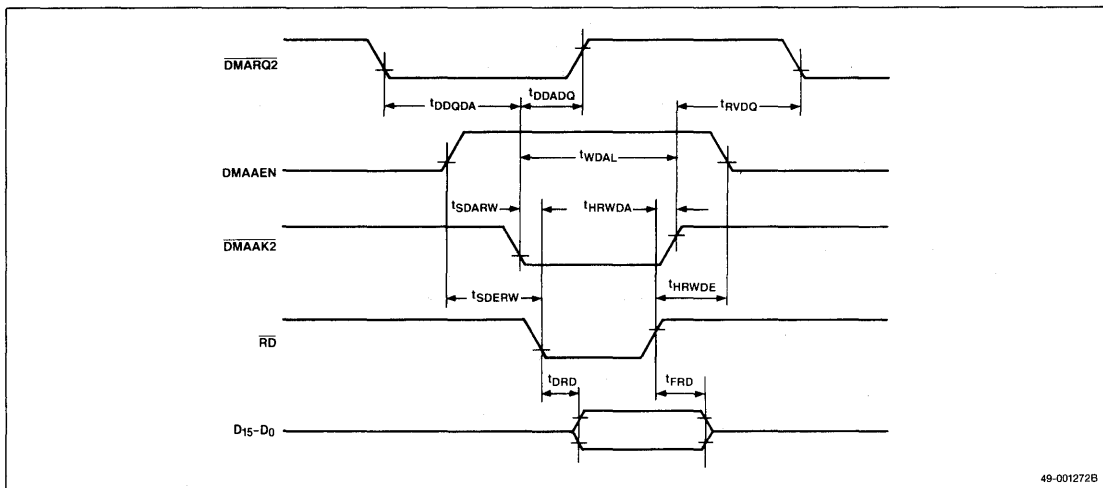 DMARQ2
tDDQDA
tDDADQ
tRVDQ
DMAAEN
tWDAL
tSDARW
tHRWDA
DMAAK2
tSDERW
tHRWDE
RD
tDRD
tFRD
D15-D0
49-001272B